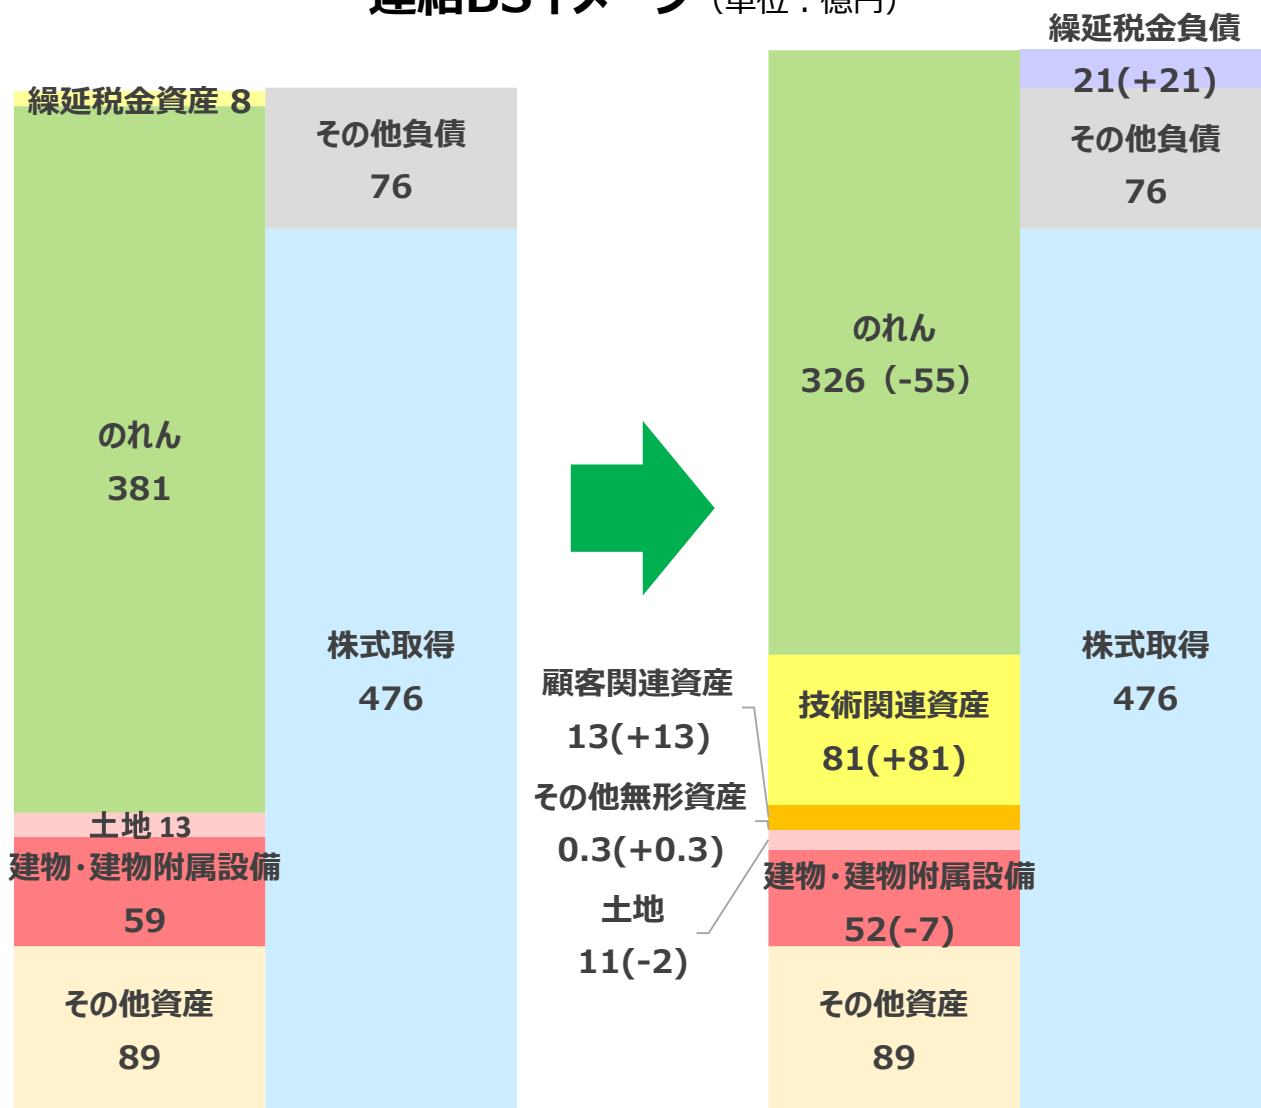 連結BSイメージ（単位：億円）
繰延税金資産 8
のれん
381
土地 13
建物・建物附属設備
59
その他資産
89
その他負債
76
株式取得
476
顧客関連資産
13(+13)
その他無形資産
0.3(+0.3)
土地
11(-2)
のれん
326（-55）
技術関連資産
81(+81)
建物・建物附属設備
52(-7)
その他資産
89
繰延税金負債
21(+21)
その他負債
76
株式取得
476